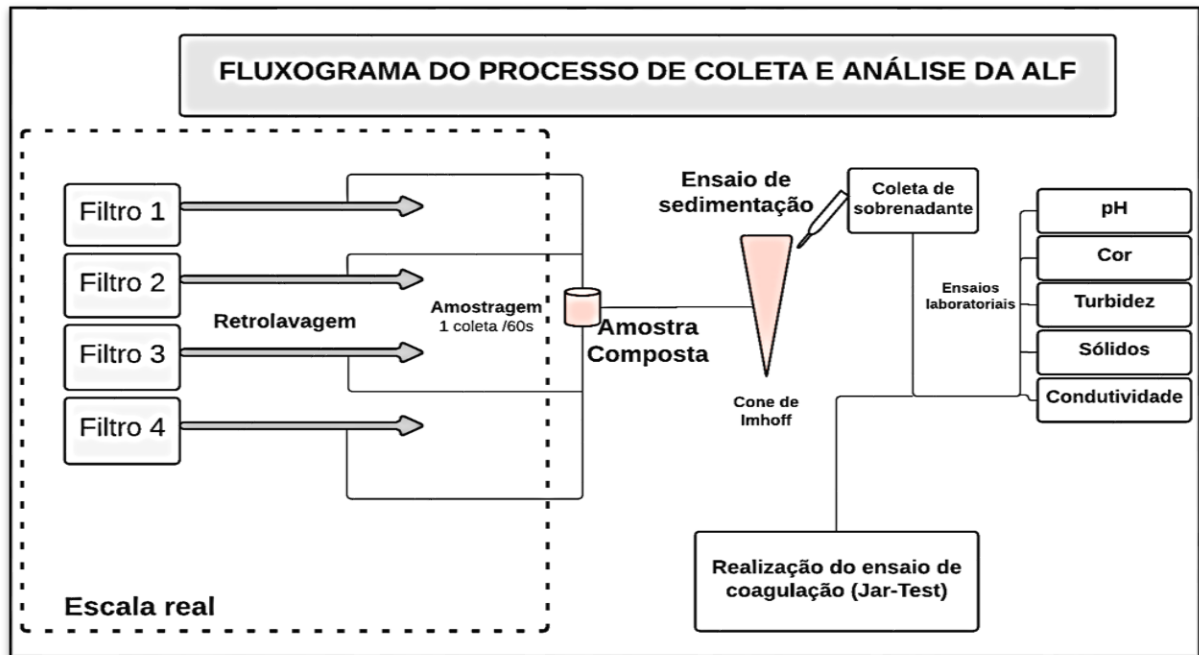 FLUXOGRAMA DO PROCESSO DE COLETA E ANÁLISE DA ALF
Filtro 1
Filtro 2
Filtro 3
Filtro 4
Retrolavagem
Amostragem
1 coleta /60s
Escala real
Amostra
Composta
Ensaio de
sedimentação
Cone de
Imhoff
Coleta de
sobrenadante
Ensaios
laboratoriais
pH
Cor
Turbidez
Sólidos
Condutividade
Realização do ensaio de
coagulação (Jar-Test)